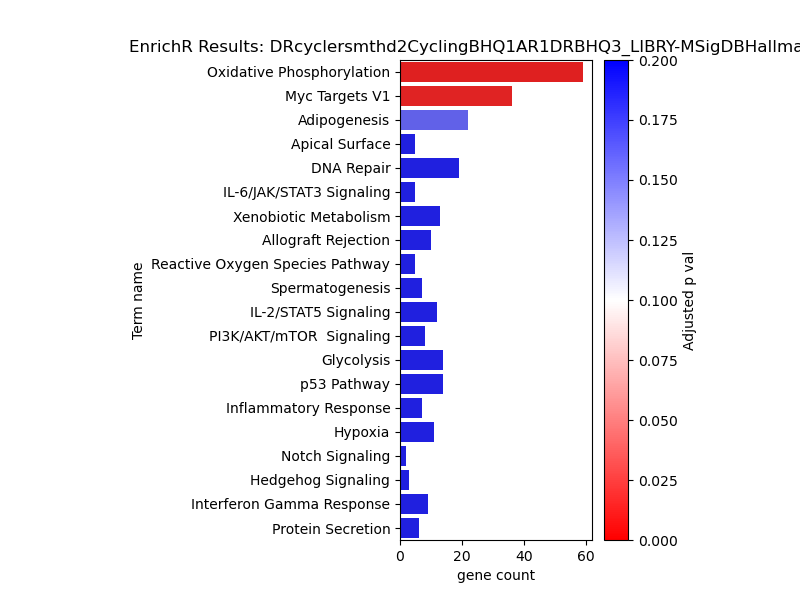 EnrichR Results: DRcyclersmthd2CyclingBHQ1AR1DRBHQ3_LIBRY-MSigDBHallma
Oxidative Phosphorylation
Myc Targets V1
Adipogenesis
Apical Surface
DNA Repair
IL-6/JAK/STAT3 Signaling
Xenobiotic Metabolism
Allograft Rejection
Reactive Oxygen Species Pathway
Spermatogenesis
IL-2/STAT5 Signaling
PI3K/AKT/mTOR  Signaling
Glycolysis
p53 Pathway
Inflammatory Response
Hypoxia
Notch Signaling
Hedgehog Signaling
Interferon Gamma Response
Protein Secretion
Term name
0 20 40 60
gene count
0.200
0.175
0.150
0.125
0.100
0.075
0.050
0.025
0.000
Adjusted p val